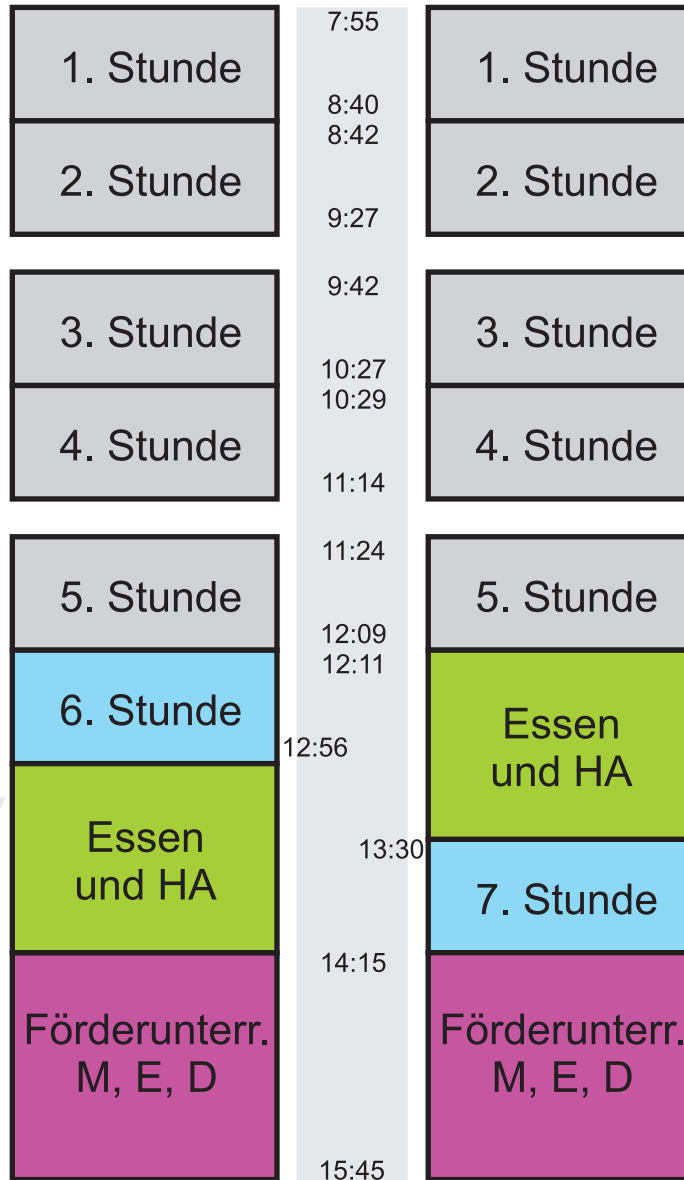 7:55
1. Stunde
1. Stunde
8:40
8:42
2. Stunde
2. Stunde
9:27
9:42
3. Stunde
3. Stunde
10:27
10:29
4. Stunde
4. Stunde
11:14
11:24
5. Stunde
5. Stunde
12:09
12:11
6. Stunde
12:56
Essen
und HA
Essen
und HA
13:30
7. Stunde
14:15
Förderunterr.
M, E, D
Förderunterr.
M, E, D
15:45